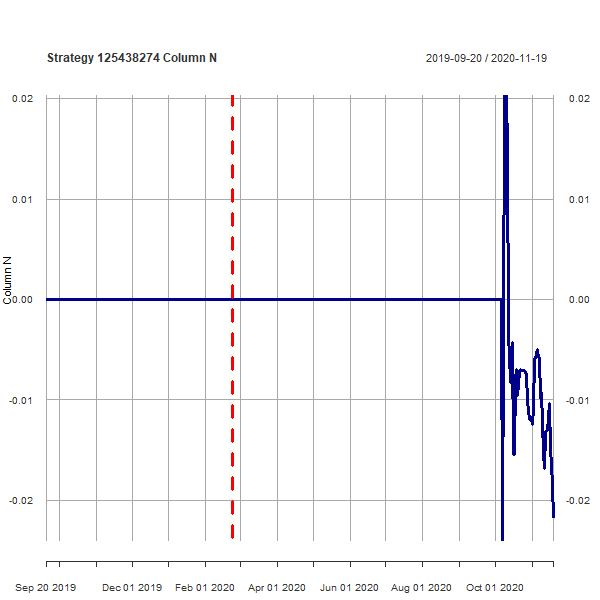 Strategy 125438274 Column N
2019-09-20 / 2020-11-19
0.02
0.02
0.01
0.01
Column N
0.00
0.00
-0.01
-0.01
-0.02
-0.02
Sep 20 2019
Dec 01 2019
Feb 01 2020
Apr 01 2020
Jun 01 2020
Aug 01 2020
Oct 01 2020